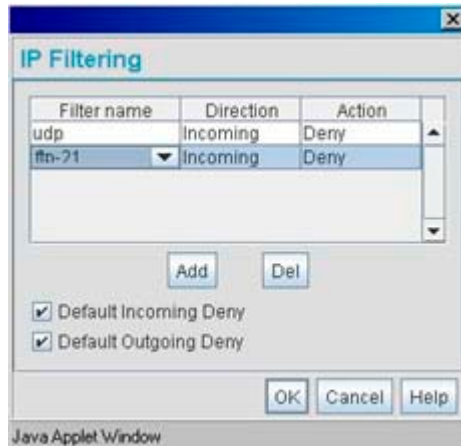 IP Filtering
Filter name Direction Action
udp Incoming Deny
ftp-21 Incoming Deny
Add Del
Default Incoming Deny
Default Outgoing Deny
OK Cancel Help
Java Applet Window